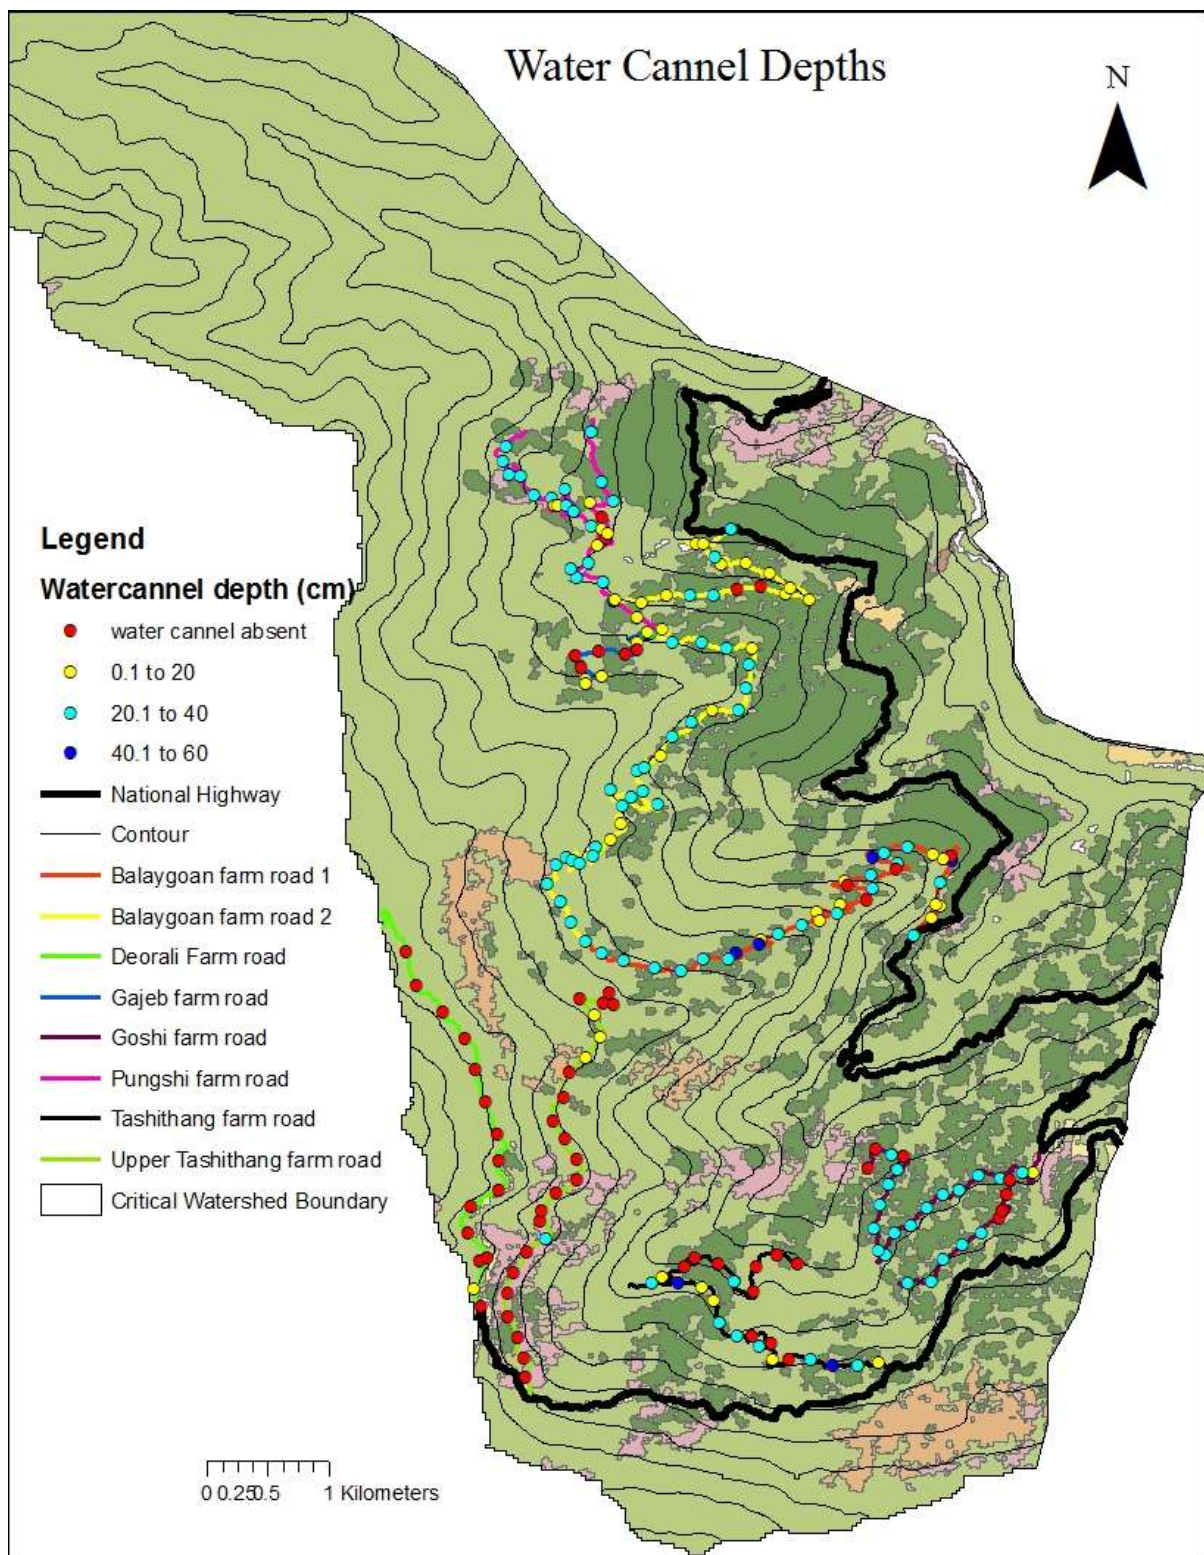 Water Cannel Depths
N
Legend
Watercannel depth (cm)
water cannel absent
0.1 to 20
20.1 to 40
40.1 to 60
National Highway
Contour
Balaygoan farm road 1
Balaygoan farm road 2
Deorali Farm road
Gajeb farm road
Goshi farm road
Pungshi farm road
Tashithang farm road
Upper Tashithang farm road
Critical Watershed Boundary
0 0.25 0.5 1 Kilometers